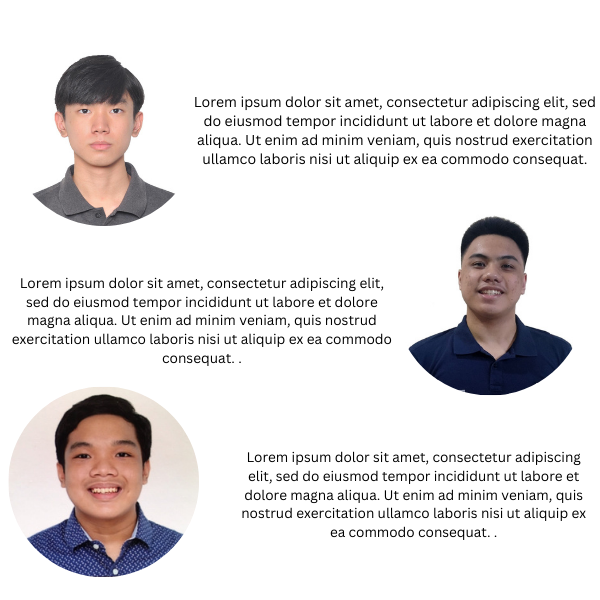 Lorem ipsum dolor sit amet, consectetur adipiscing elit, sed
do eiusmod tempor incididunt ut labore et dolore magna
aliqua. Ut enim ad minim veniam, quis nostrud exercitation
ullamco laboris nisi ut aliquip ex ea commodo consequat.
Lorem ipsum dolor sit amet, consectetur adipiscing elit,
sed do eiusmod tempor incididunt ut labore et dolore
magna aliqua. Ut enim ad minim veniam, quis nostrud
exercitation ullamco laboris nisi ut aliquip ex ea commodo
consequat. .
Lorem ipsum dolor sit amet, consectetur adipiscing
elit, sed do eiusmod tempor incididunt ut labore et
dolore magna aliqua. Ut enim ad minim veniam, quis
nostrud exercitation ullamco laboris nisi ut aliquip ex
ea commodo consequat. .